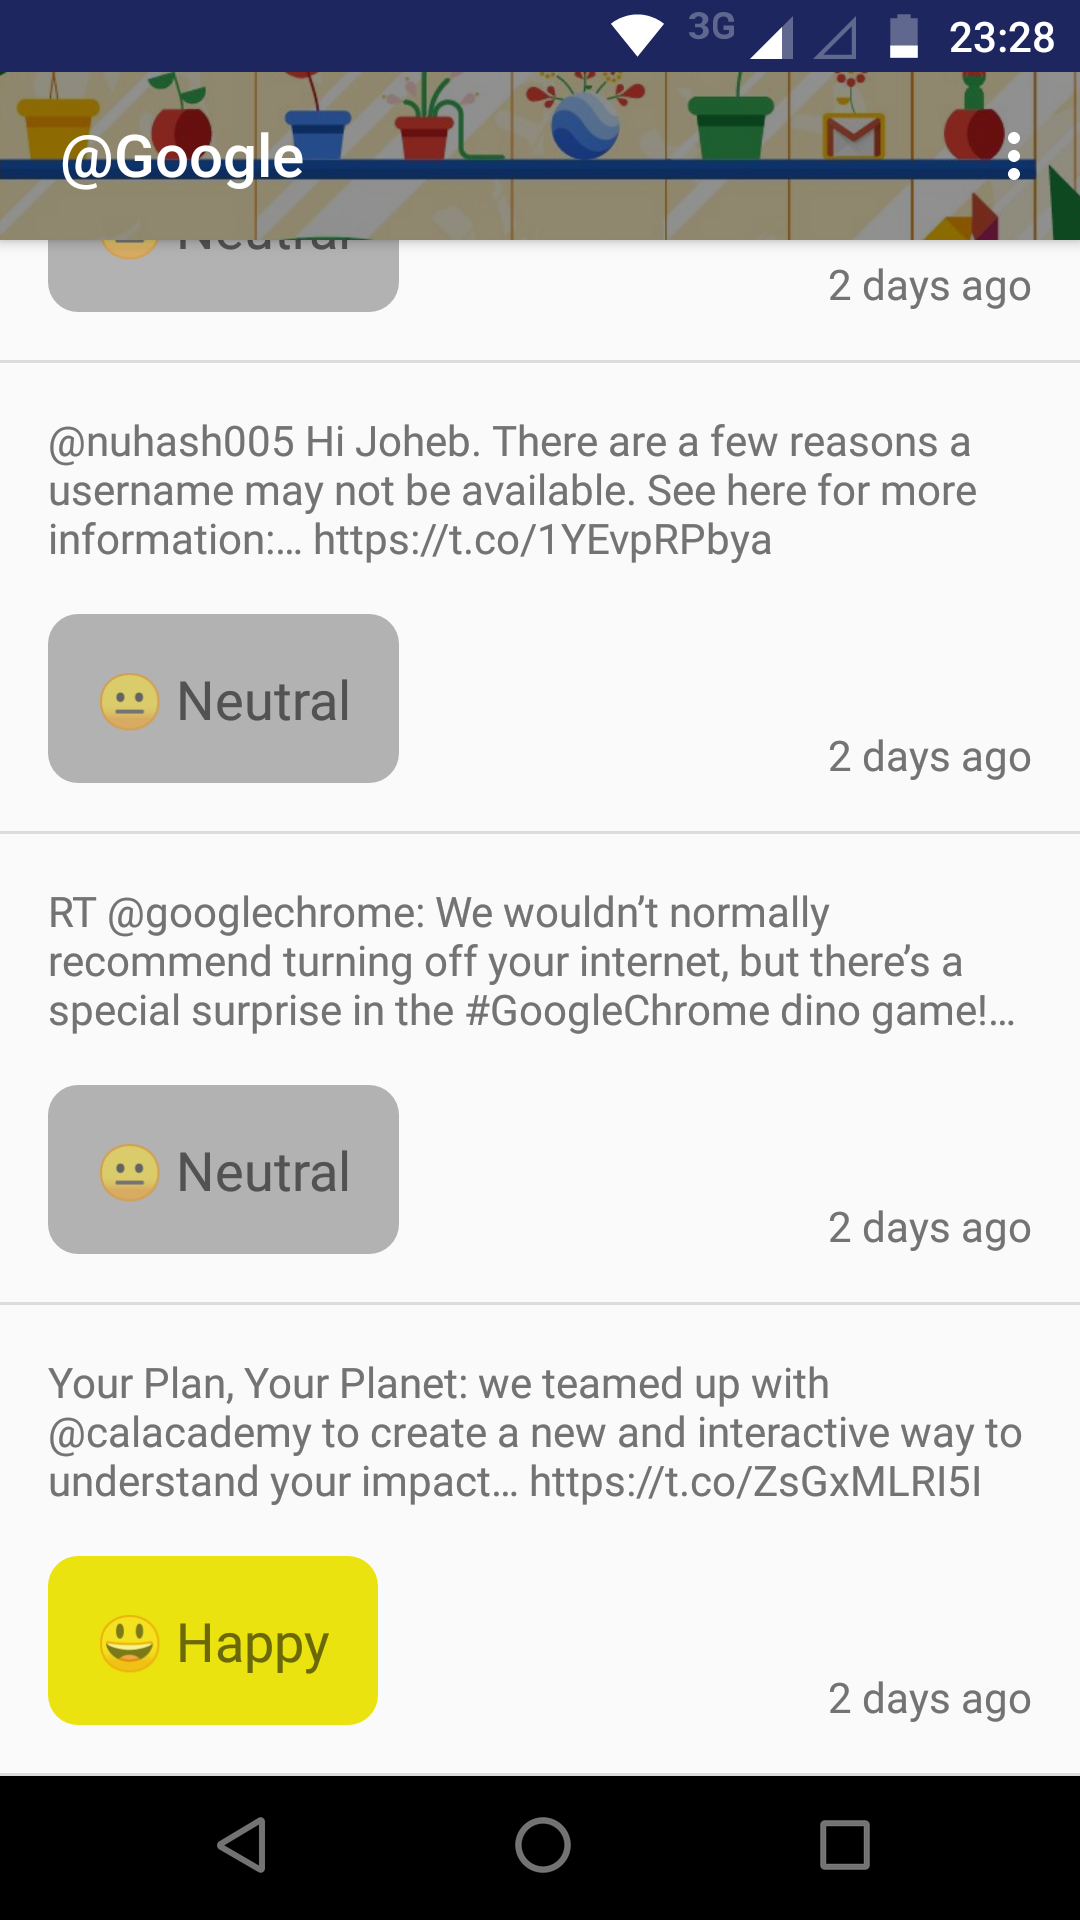 3G 23:28
@Google
Neutral
2 days ago
@nuhash005 Hi Joheb. There are a few reasons a
username may not be available. See here for more
information:… https://t.co/1YEvpRPbya
😐 Neutral
2 days ago
RT @googlechrome: We wouldn’t normally
recommend turning off your internet, but there’s a
special surprise in the #GoogleChrome dino game!…
😐 Neutral
2 days ago
Your Plan, Your Planet: we teamed up with
@calacademy to create a new and interactive way to
understand your impact… https://t.co/ZsGxMLRI5I
😃 Happy
2 days ago